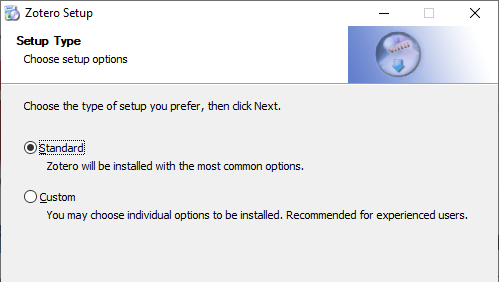 Zotero Setup
Setup Type
Choose setup options
Choose the type of setup you prefer, then click Next.
Standard
Zotero will be installed with the most common options.
Custom
You may choose individual options to be installed. Recommended for experienced users.